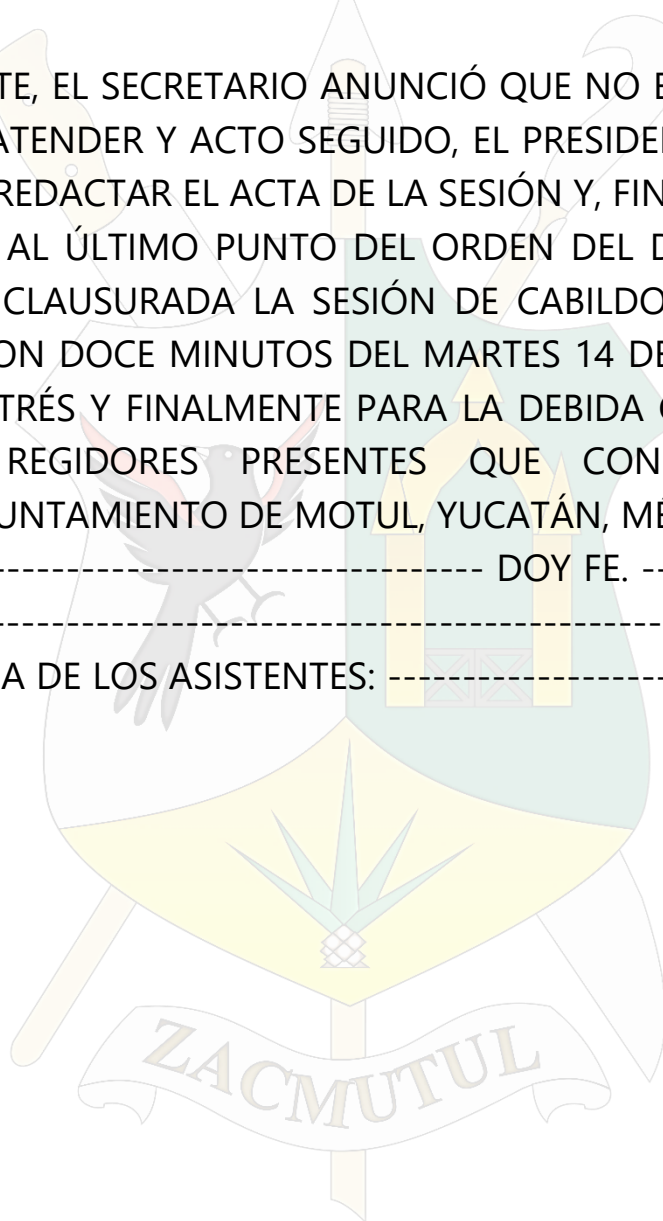 TE, EL SECRETARIO ANUNCIÓ QUE NO
ATENDER Y ACTO SEGUIDO, EL PRESIDE
REDACTAR EL ACTA DE LA SESIÓN Y, FIN
AL ÚLTIMO PUNTO DEL ORDEN DEL D
CLAUSURADA LA SESIÓN DE CABILDO
ON DOCE MINUTOS DEL MARTES 14 DE
TRÉS Y FINALMENTE PARA LA DEBIDA
REGIDORES PRESENTES QUE CON
UNTAMIENTO DE MOTUL, YUCATÁN, MÉ
--------------------------------- DOY FE. --
---------------------------------------------
A DE LOS ASISTENTES: -------------------
ZACMUTUL